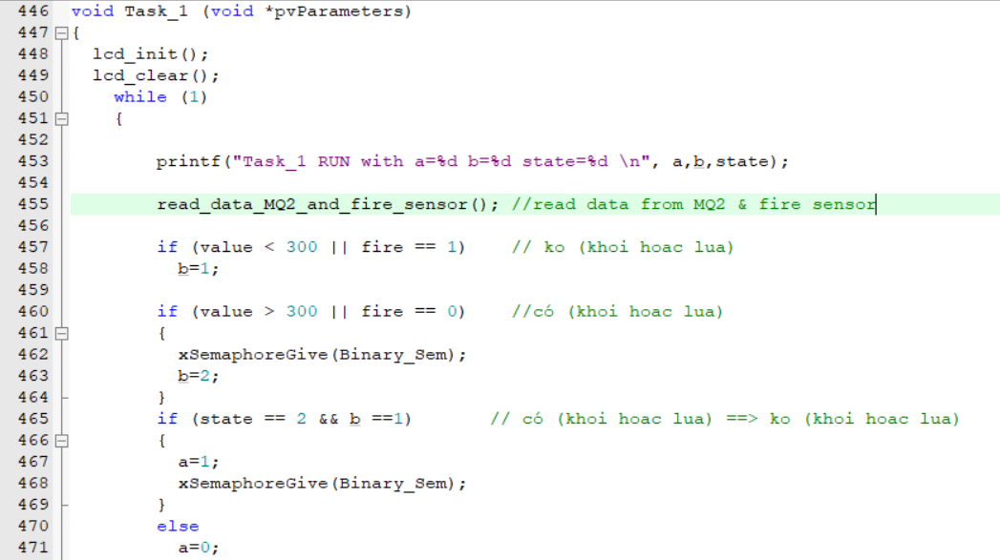 446 void Task_1 (void *pvParameters)
447 {
448 lcd_init();
449 lcd_clear();
450 while (1)
451 {
452
453 printf("Task_1 RUN with a=%d b=%d state=%d \n", a,b,state);
454
455 read_data_MQ2_and_fire_sensor(); //read data from MQ2 & fire sensor
456
457 if (value < 300 || fire == 1) // ko (khoi hoac lua)
458 b=1;
459
460 if (value > 300 || fire == 0) //có (khoi hoac lua)
461 {
462 xSemaphoreGive(Binary_Sem);
463 b=2;
464 }
465 if (state == 2 && b ==1) // có (khoi hoac lua) ==> ko (khoi hoac lua)
466 {
467 a=1;
468 xSemaphoreGive(Binary_Sem);
469 }
470 else
471 a=0;